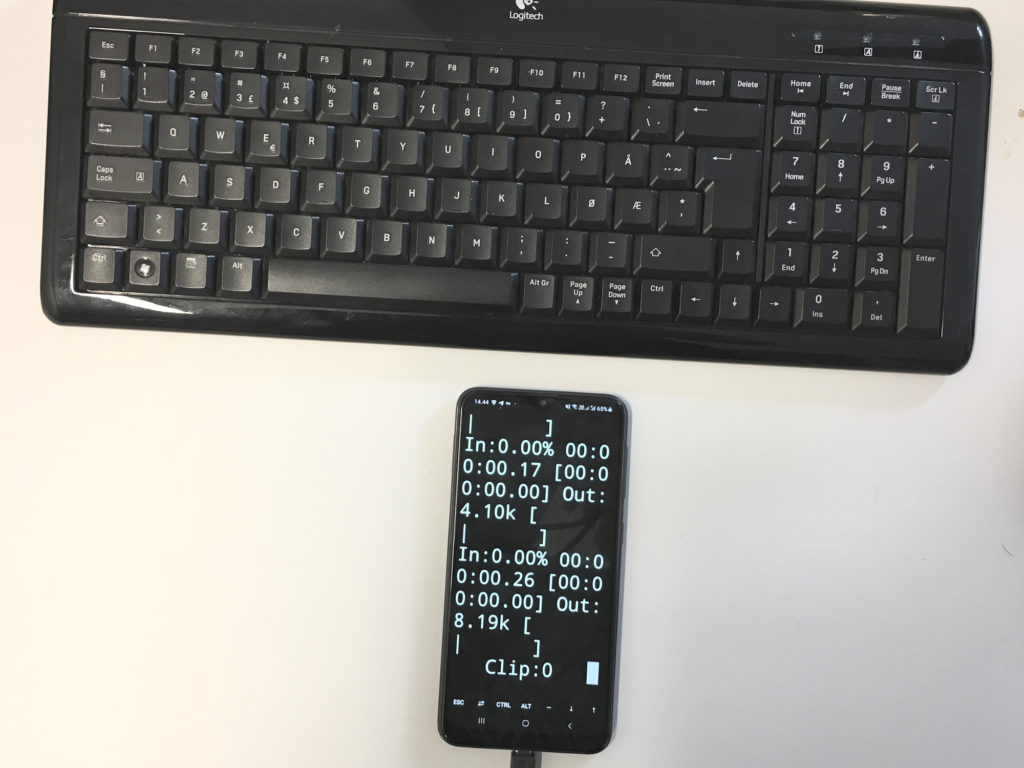 Logitech
Esc F1 F2 F3 F4 F5 F6 F7 F8 F9 F10 F11 F12 Print Screen Insert Delete Home End Pause Break Scr Lk
§ | ! 1 " 2 @ # 3 £ ¤ 4 $ % 5 & 6 / 7 { ( 8 [ ) 9 ] = 0 } ? + ` \ ´ ← Num Lock / * -
Q W E € R T Y U I O P Å ^ ¨ ~ 7 Home 8 ↑ 9 Pg Up +
Caps Lock A A S D F G H J K L Ø Æ * ' 4 ← 5 6 →
> < Z X C V B N M ; , : . _ - ↑ 1 End 2 ↓ 3 Pg Dn Enter
Ctrl Alt Alt Gr Page Up Page Down Ctrl ← ↓ → 0 Ins , Del
14.44 65%
| ]
In:0.00% 00:0
0:00.17 [00:0
0:00.00] Out:
4.10k [
| ]
In:0.00% 00:0
0:00.26 [00:0
0:00.00] Out:
8.19k [
| ]
Clip:0
ESC ⇄ CTRL ALT − ↓ ↑